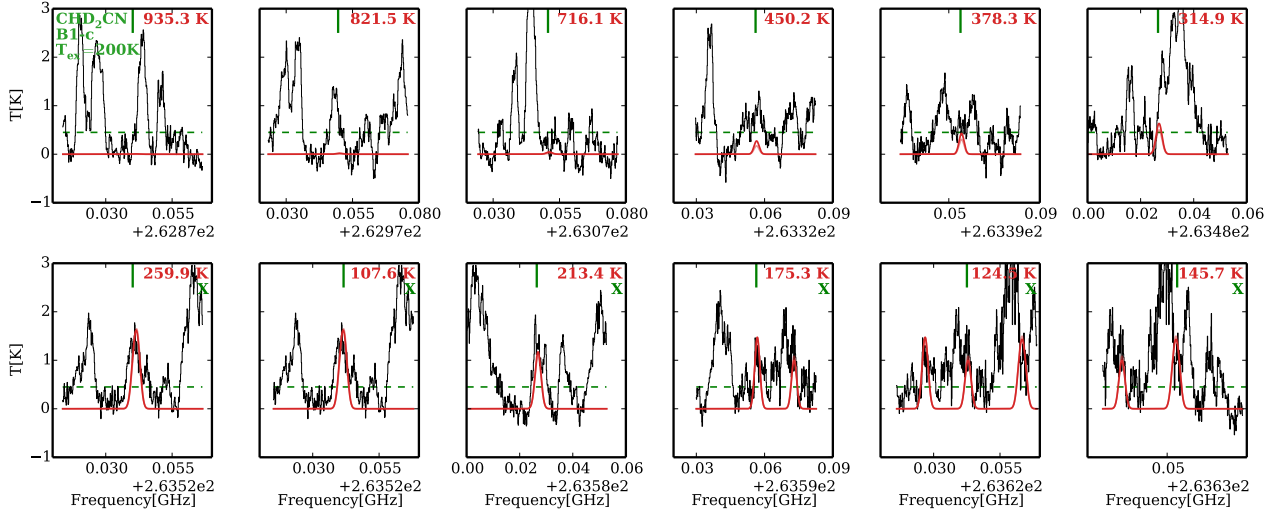 3 CHD2CN 935.3 K 821.5 K 716.1 K 450.2 K 378.3 K 314.9 K
B1-c
Tex=200K
2
T[K]
1
0
−1
0.030 0.055 0.030 0.055 0.080 0.030 0.055 0.080 0.03 0.06 0.09 0.05 0.09 0.00 0.02 0.04 0.06
+2.6287e2 +2.6297e2 +2.6307e2 +2.6332e2 +2.6339e2 +2.6348e2
3 259.9 K 107.6 K 213.4 K 175.3 K 145.7 K
X X X X X X
2
T[K]
1
0
−1
0.030 0.055 0.030 0.055 0.00 0.02 0.04 0.06 0.03 0.06 0.09 0.030 0.055 0.05
+2.6352e2 +2.6352e2 +2.6358e2 +2.6359e2 +2.6362e2 +2.6363e2
Frequency[GHz] Frequency[GHz] Frequency[GHz] Frequency[GHz] Frequency[GHz] Frequency[GHz]